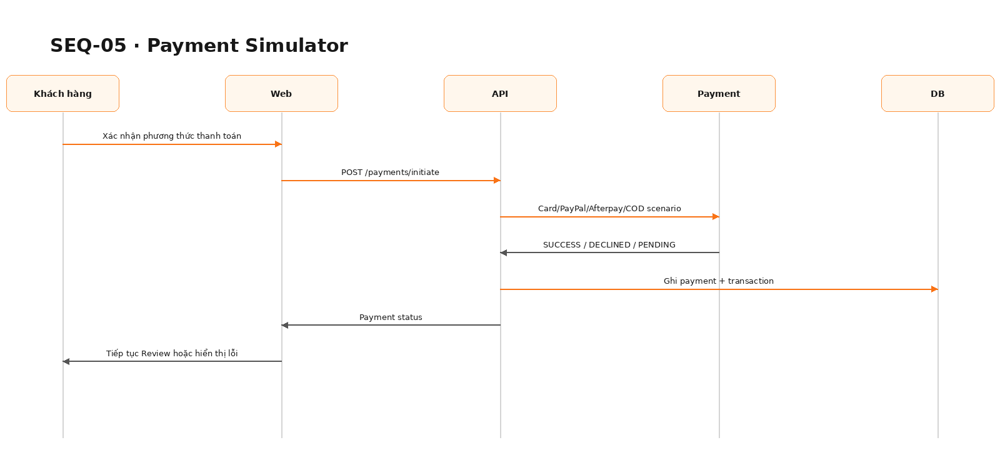 SEQ-05 · Payment Simulator
Khách hàng
Web
API
Payment
DB
Xác nhận phương thức thanh toán
POST /payments/initiate
Card/PayPal/Afterpay/COD scenario
SUCCESS / DECLINED / PENDING
Ghi payment + transaction
Payment status
Tiếp tục Review hoặc hiển thị lỗi